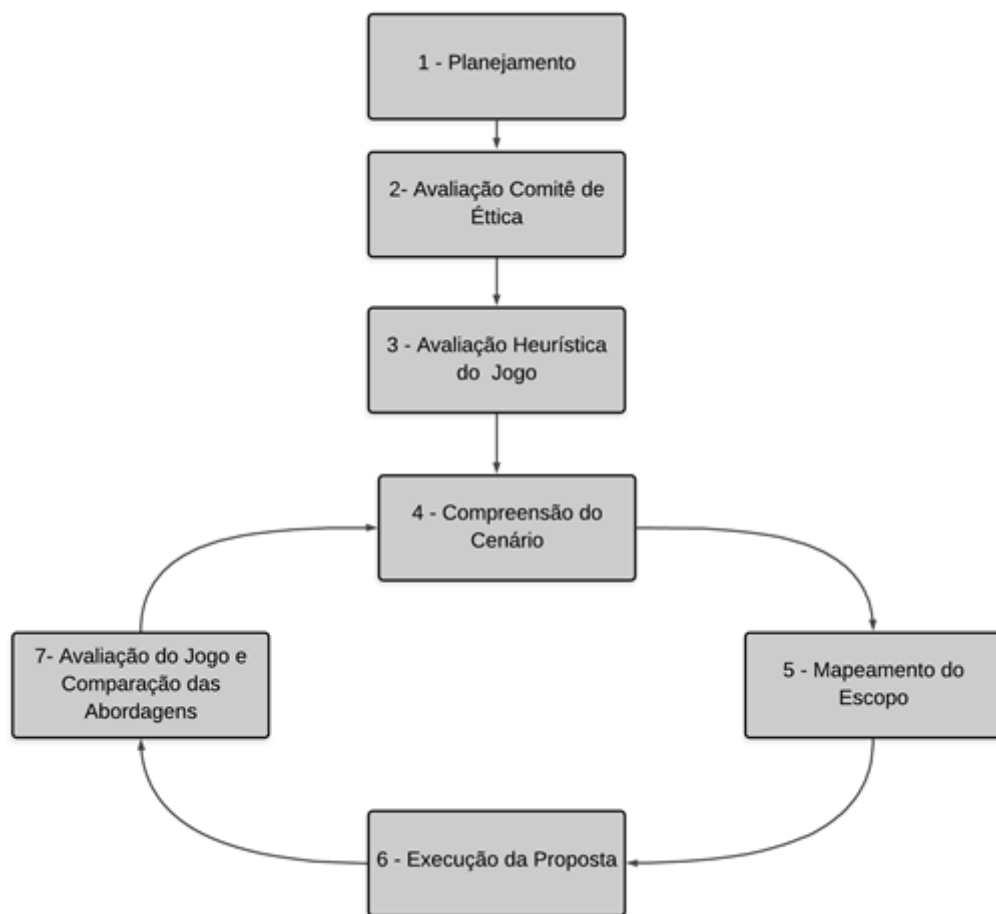 1 - Planejamento
2- Avaliação Comitê de
Éttica
3 - Avaliação Heurística
do Jogo
4 - Compreensão do
Cenário
7- Avaliação do Jogo e
Comparação das
Abordagens
5 - Mapeamento do
Escopo
6 - Execução da Proposta